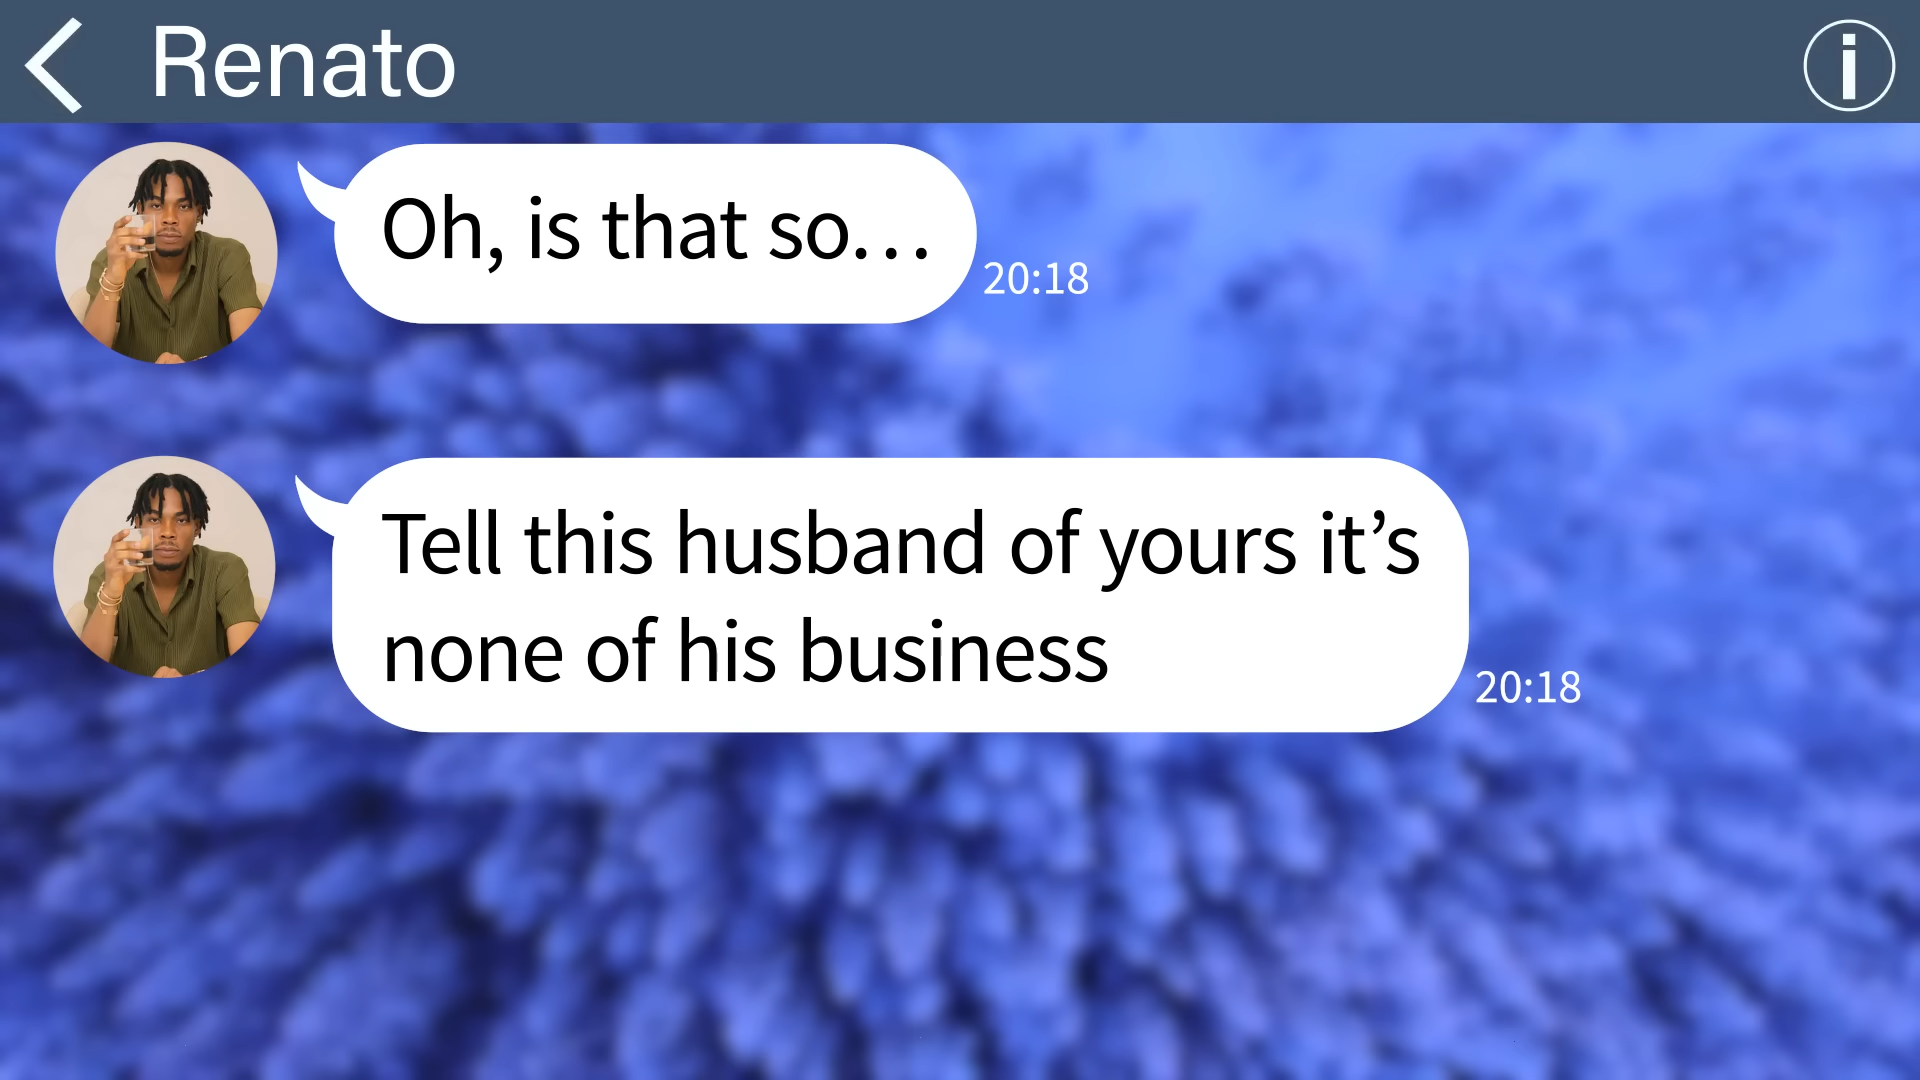 Renato
Oh, is that so…
20:18
Tell this husband of yours it’s
none of his business
20:18